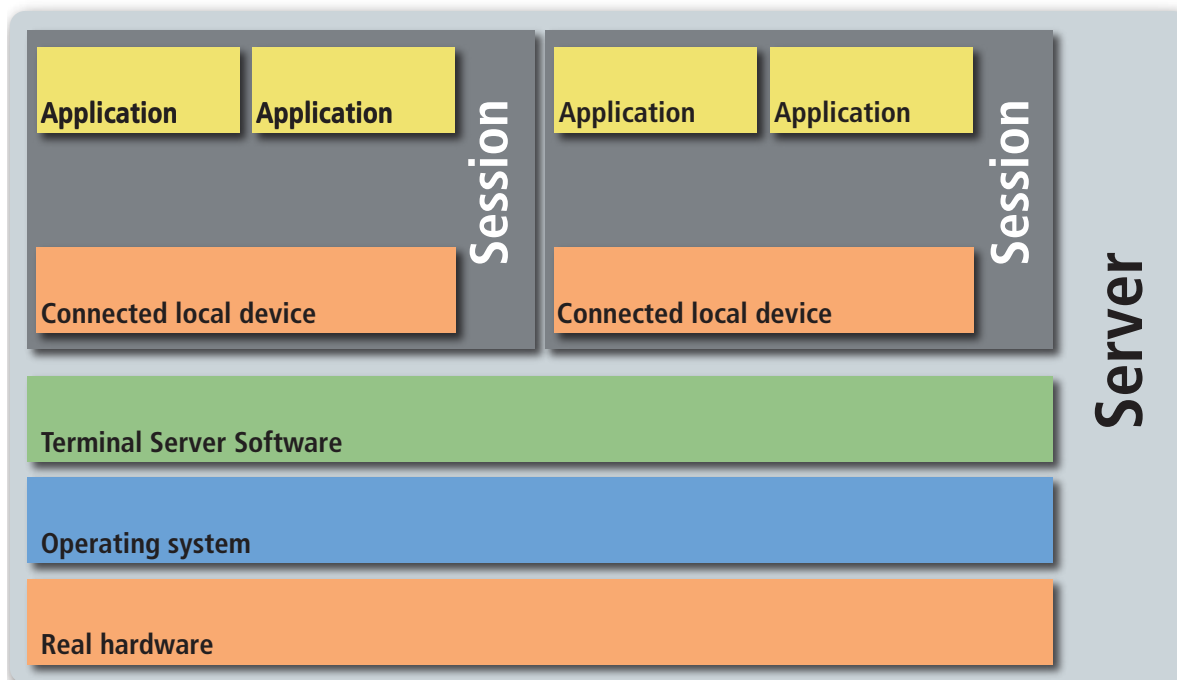 Application
Application
Session
Connected local device
Application
Application
Session
Connected local device
Terminal Server Software
Operating system
Real hardware
Server